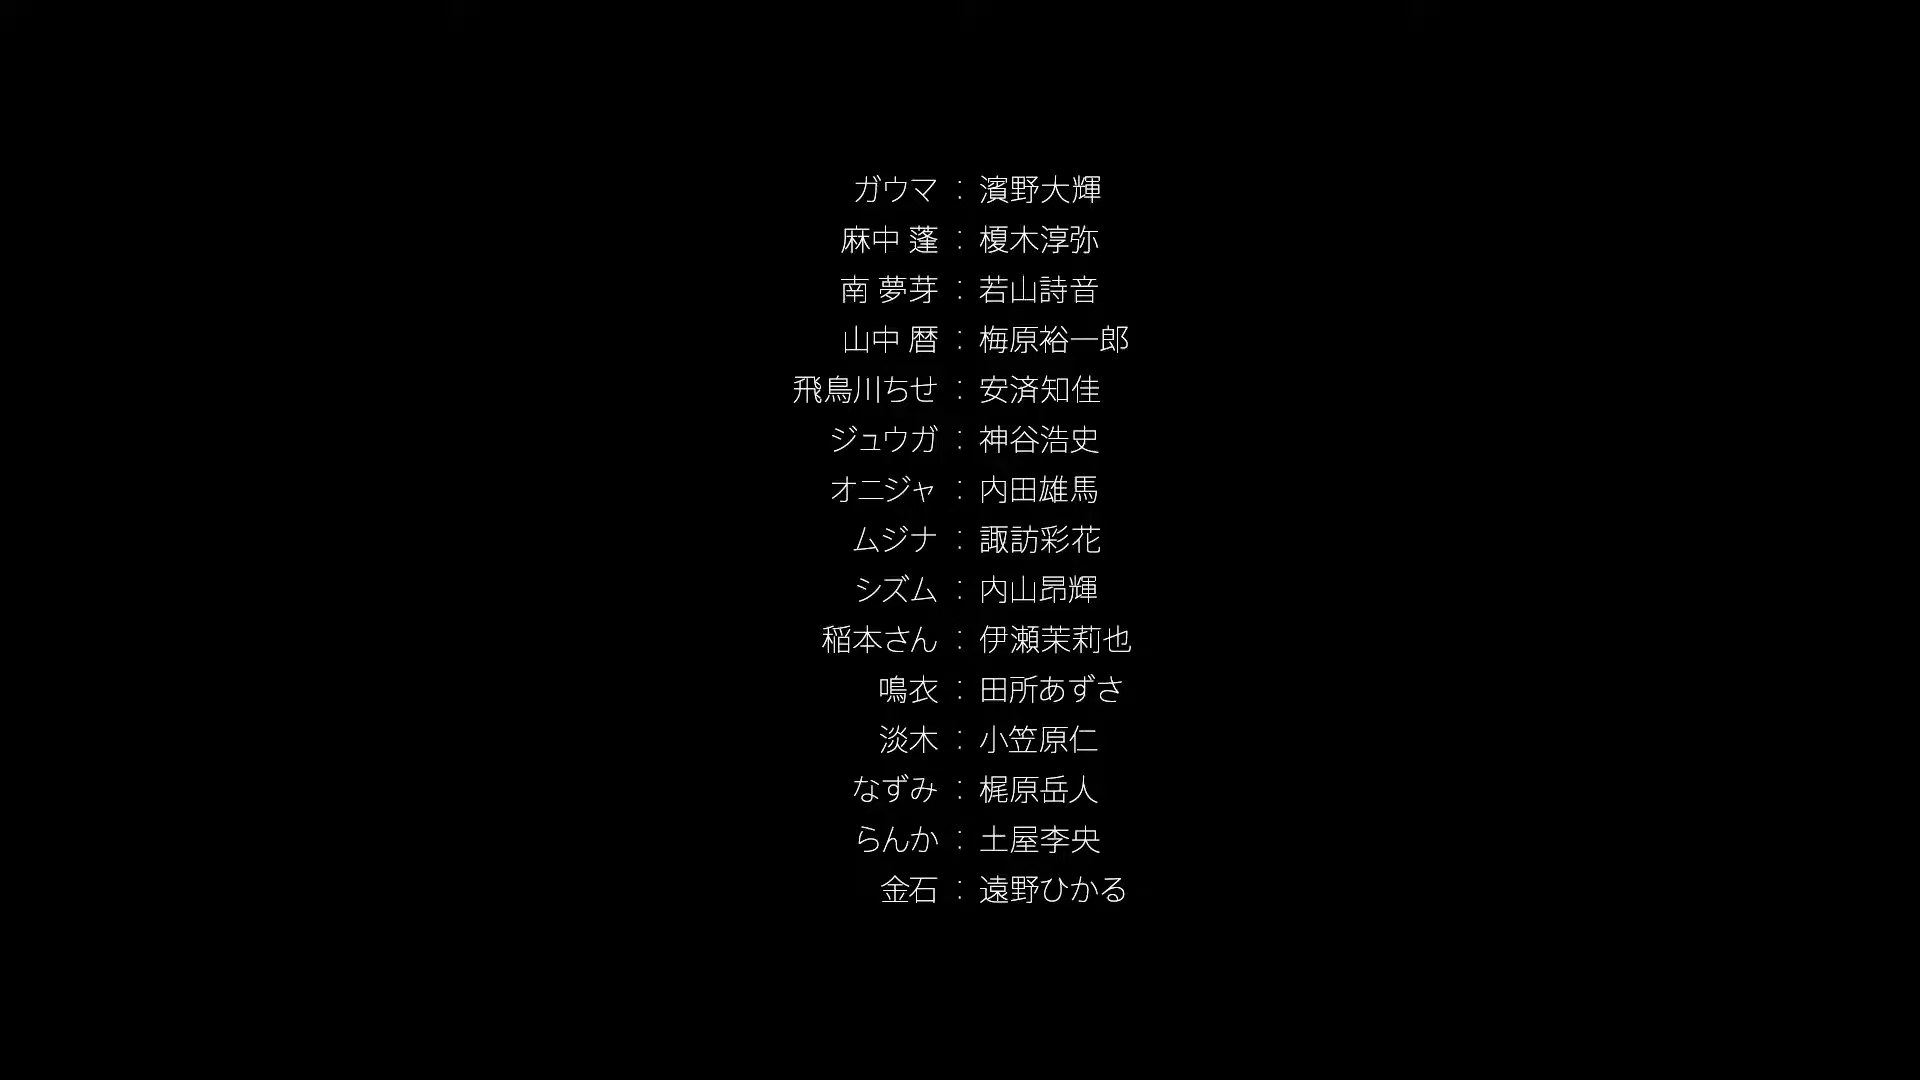 ガウマ : 濱野大輝
麻中 蓬 : 榎木淳弥
南 夢芽 : 若山詩音
山中 暦 : 梅原裕一郎
飛鳥川ちせ : 安済知佳
ジュウガ : 神谷浩史
オニジャ : 内田雄馬
ムジナ : 諏訪彩花
シズム : 内山昂輝
稲本さん : 伊瀬茉莉也
鳴衣 : 田所あずさ
淡木 : 小笠原仁
なずみ : 梶原岳人
らんか : 土屋李央
金石 : 遠野ひかる